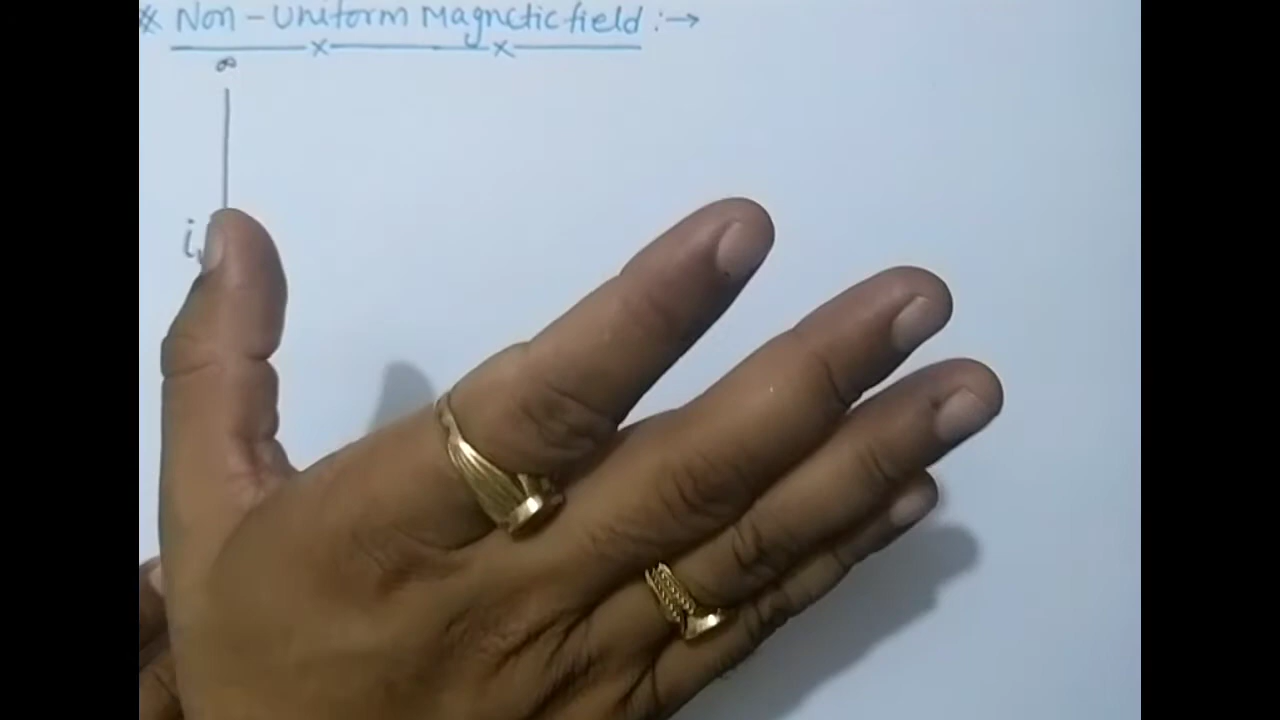 * Non-Uniform Magnetic field :→
∞
i